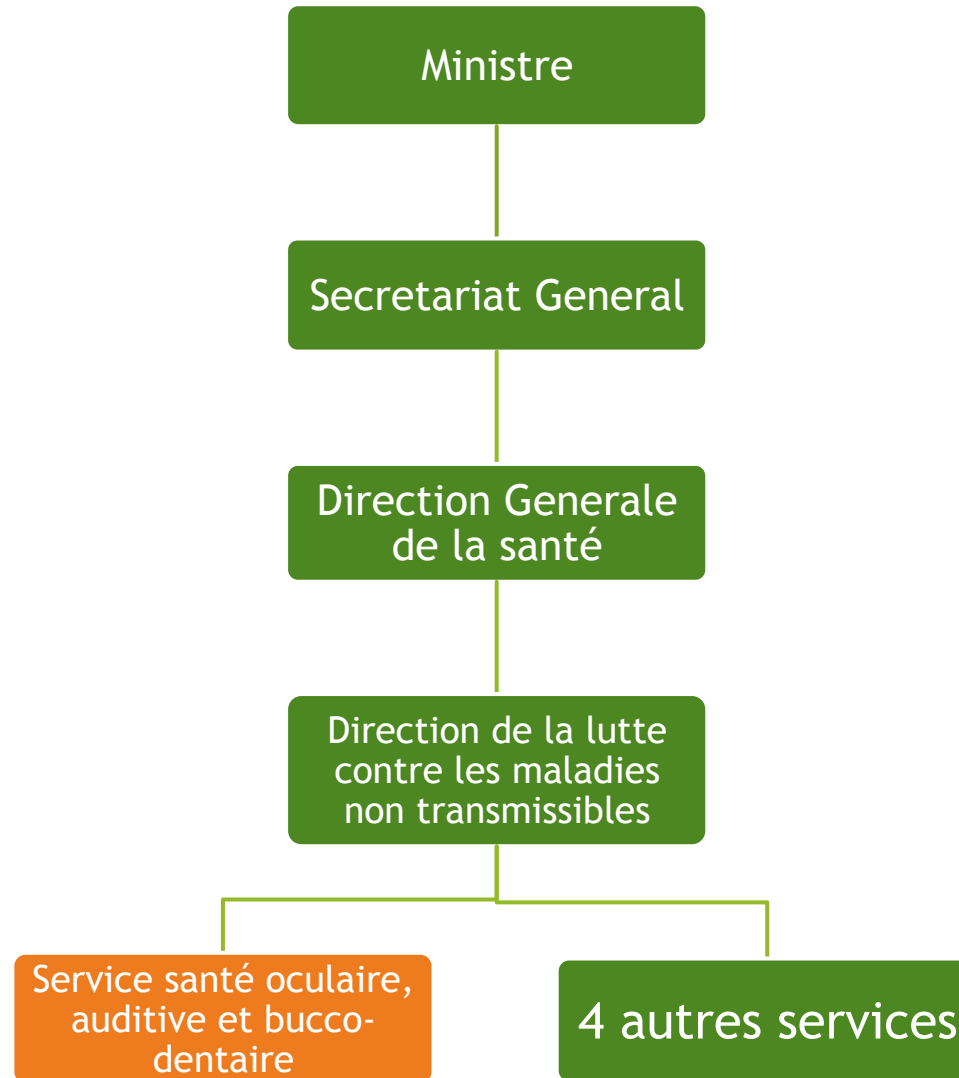 Ministre
Secretariat General
Direction Generale
de la santé
Direction de la lutte
contre les maladies
non transmissibles
Service santé oculaire,
auditive et bucco-
dentaire
4 autres services